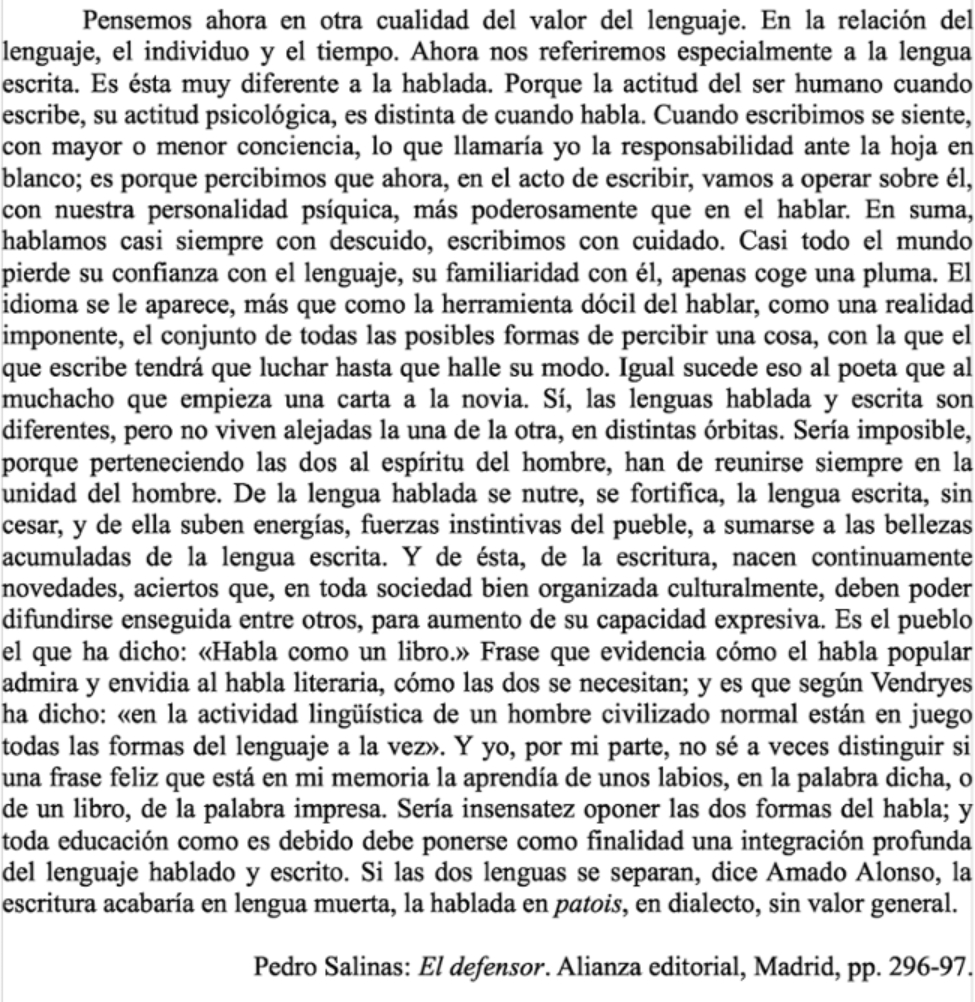 Pensemos ahora en otra cualidad del valor del lenguaje. En la relación del
lenguaje, el individuo y el tiempo. Ahora nos referiremos especialmente a la lengua
escrita. Es ésta muy diferente a la hablada. Porque la actitud del ser humano cuando
escribe, su actitud psicológica, es distinta de cuando habla. Cuando escribimos se siente,
con mayor o menor conciencia, lo que llamaría yo la responsabilidad ante la hoja en
blanco; es porque percibimos que ahora, en el acto de escribir, vamos a operar sobre él,
con nuestra personalidad psíquica, más poderosamente que en el hablar. En suma,
hablamos casi siempre con descuido, escribimos con cuidado. Casi todo el mundo
pierde su confianza con el lenguaje, su familiaridad con él, apenas coge una pluma. El
idioma se le aparece, más que como la herramienta dócil del hablar, como una realidad
imponente, el conjunto de todas las posibles formas de percibir una cosa, con la que el
que escribe tendrá que luchar hasta que halle su modo. Igual sucede eso al poeta que al
muchacho que empieza una carta a la novia. Sí, las lenguas hablada y escrita son
diferentes, pero no viven alejadas la una de la otra, en distintas órbitas. Sería imposible,
porque perteneciendo las dos al espíritu del hombre, han de reunirse siempre en la
unidad del hombre. De la lengua hablada se nutre, se fortifica, la lengua escrita, sin
cesar, y de ella suben energías, fuerzas instintivas del pueble, a sumarse a las bellezas
acumuladas de la lengua escrita. Y de ésta, de la escritura, nacen continuamente
novedades, aciertos que, en toda sociedad bien organizada culturalmente, deben poder
difundirse enseguida entre otros, para aumento de su capacidad expresiva. Es el pueblo
el que ha dicho: «Habla como un libro.» Frase que evidencia cómo el habla popular
admira y envidia al habla literaria, cómo las dos se necesitan; y es que según Vendryes
ha dicho: «en la actividad lingüística de un hombre civilizado normal están en juego
todas las formas del lenguaje a la vez». Y yo, por mi parte, no sé a veces distinguir si
una frase feliz que está en mi memoria la aprendía de unos labios, en la palabra dicha, o
de un libro, de la palabra impresa. Sería insensatez oponer las dos formas del habla; y
toda educación como es debido debe ponerse como finalidad una integración profunda
del lenguaje hablado y escrito. Si las dos lenguas se separan, dice Amado Alonso, la
escritura acabaría en lengua muerta, la hablada en patois, en dialecto, sin valor general.
Pedro Salinas: El defensor. Alianza editorial, Madrid, pp. 296-97.